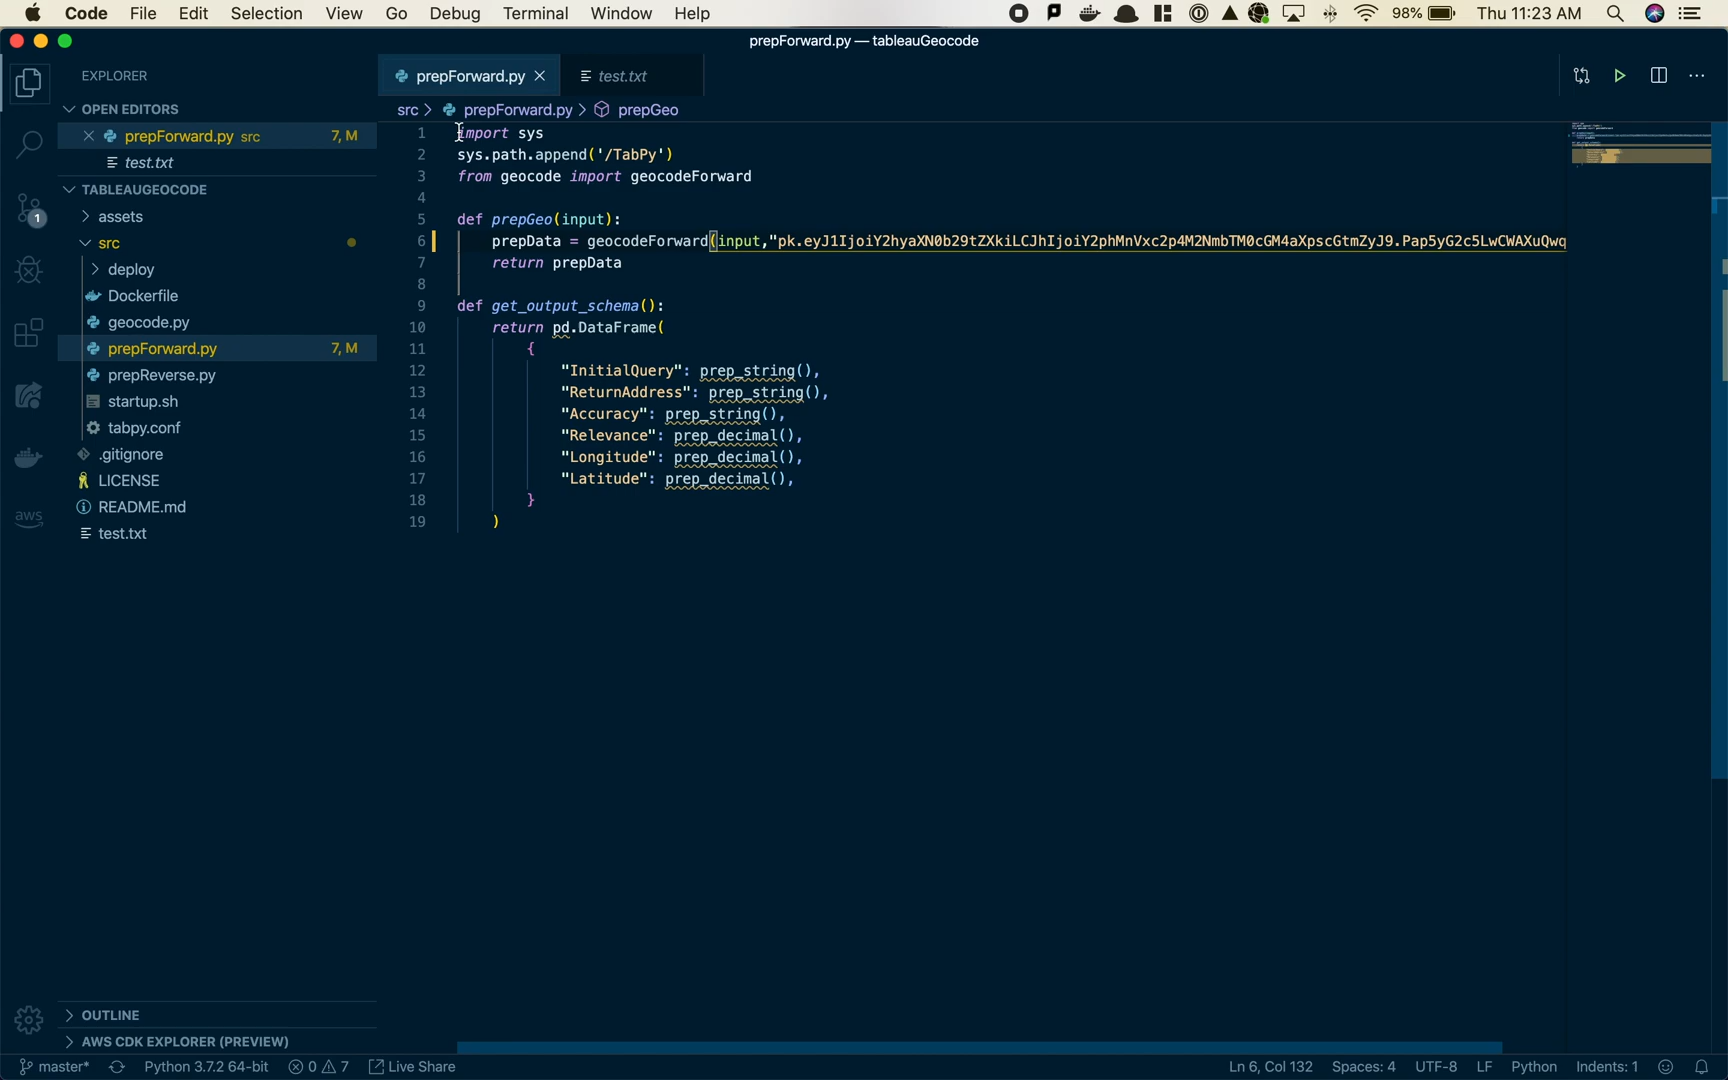 Code File Edit Selection View Go Debug Terminal Window Help 98% Thu 11:23 AM
prepForward.py — tableauGeocode
EXPLORER
OPEN EDITORS
prepForward.py src 7, M
test.txt
TABLEAUGEOCODE
assets
src
deploy
Dockerfile
geocode.py
prepForward.py 7, M
prepReverse.py
startup.sh
tabpy.conf
.gitignore
LICENSE
README.md
test.txt
OUTLINE
AWS CDK EXPLORER (PREVIEW)
1
aws
prepForward.py test.txt
src > prepForward.py > prepGeo
1 import sys
2 sys.path.append('/TabPy')
3 from geocode import geocodeForward
4
5 def prepGeo(input):
6 prepData = geocodeForward(input,"pk.eyJ1IjoiY2hyaXN0b29tZXkiLCJhIjoiY2phMnVxc2p4M2NmbTM0cGM4aXpscGtmZyJ9.Pap5yG2c5LwCWAXuQwq
7 return prepData
8
9 def get_output_schema():
10 return pd.DataFrame(
11 {
12 "InitialQuery": prep_string(),
13 "ReturnAddress": prep_string(),
14 "Accuracy": prep_string(),
15 "Relevance": prep_decimal(),
16 "Longitude": prep_decimal(),
17 "Latitude": prep_decimal(),
18 }
19 )
master* Python 3.7.2 64-bit 0 7 Live Share Ln 6, Col 132 Spaces: 4 UTF-8 LF Python Indents: 1